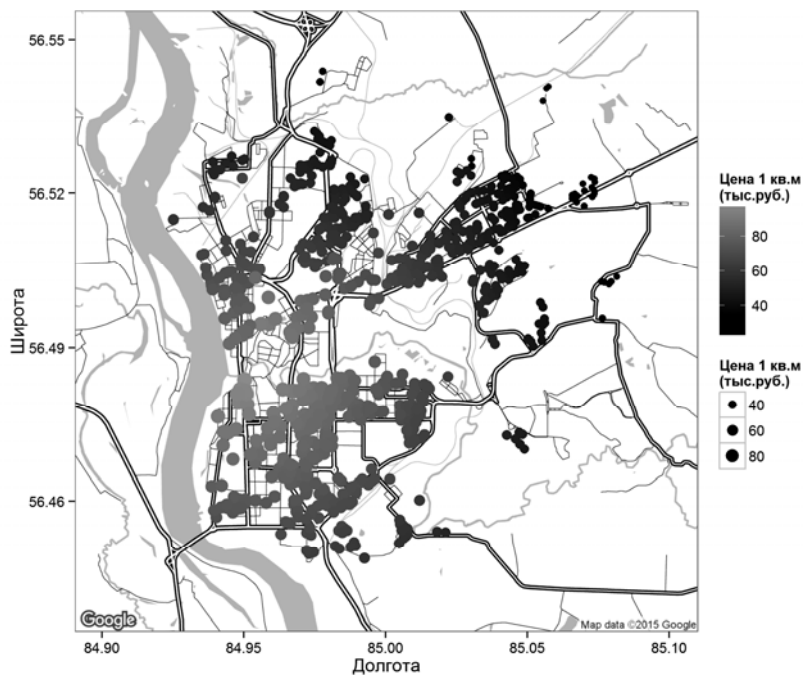 56.55
56.52
56.49
56.46
Широта
84.90
84.95
85.00
85.05
85.10
Долгота
Google
Map data ©2015 Google
Цена 1 кв.м
(тыс.руб.)
80
60
40
Цена 1 кв.м
(тыс.руб.)
40
60
80